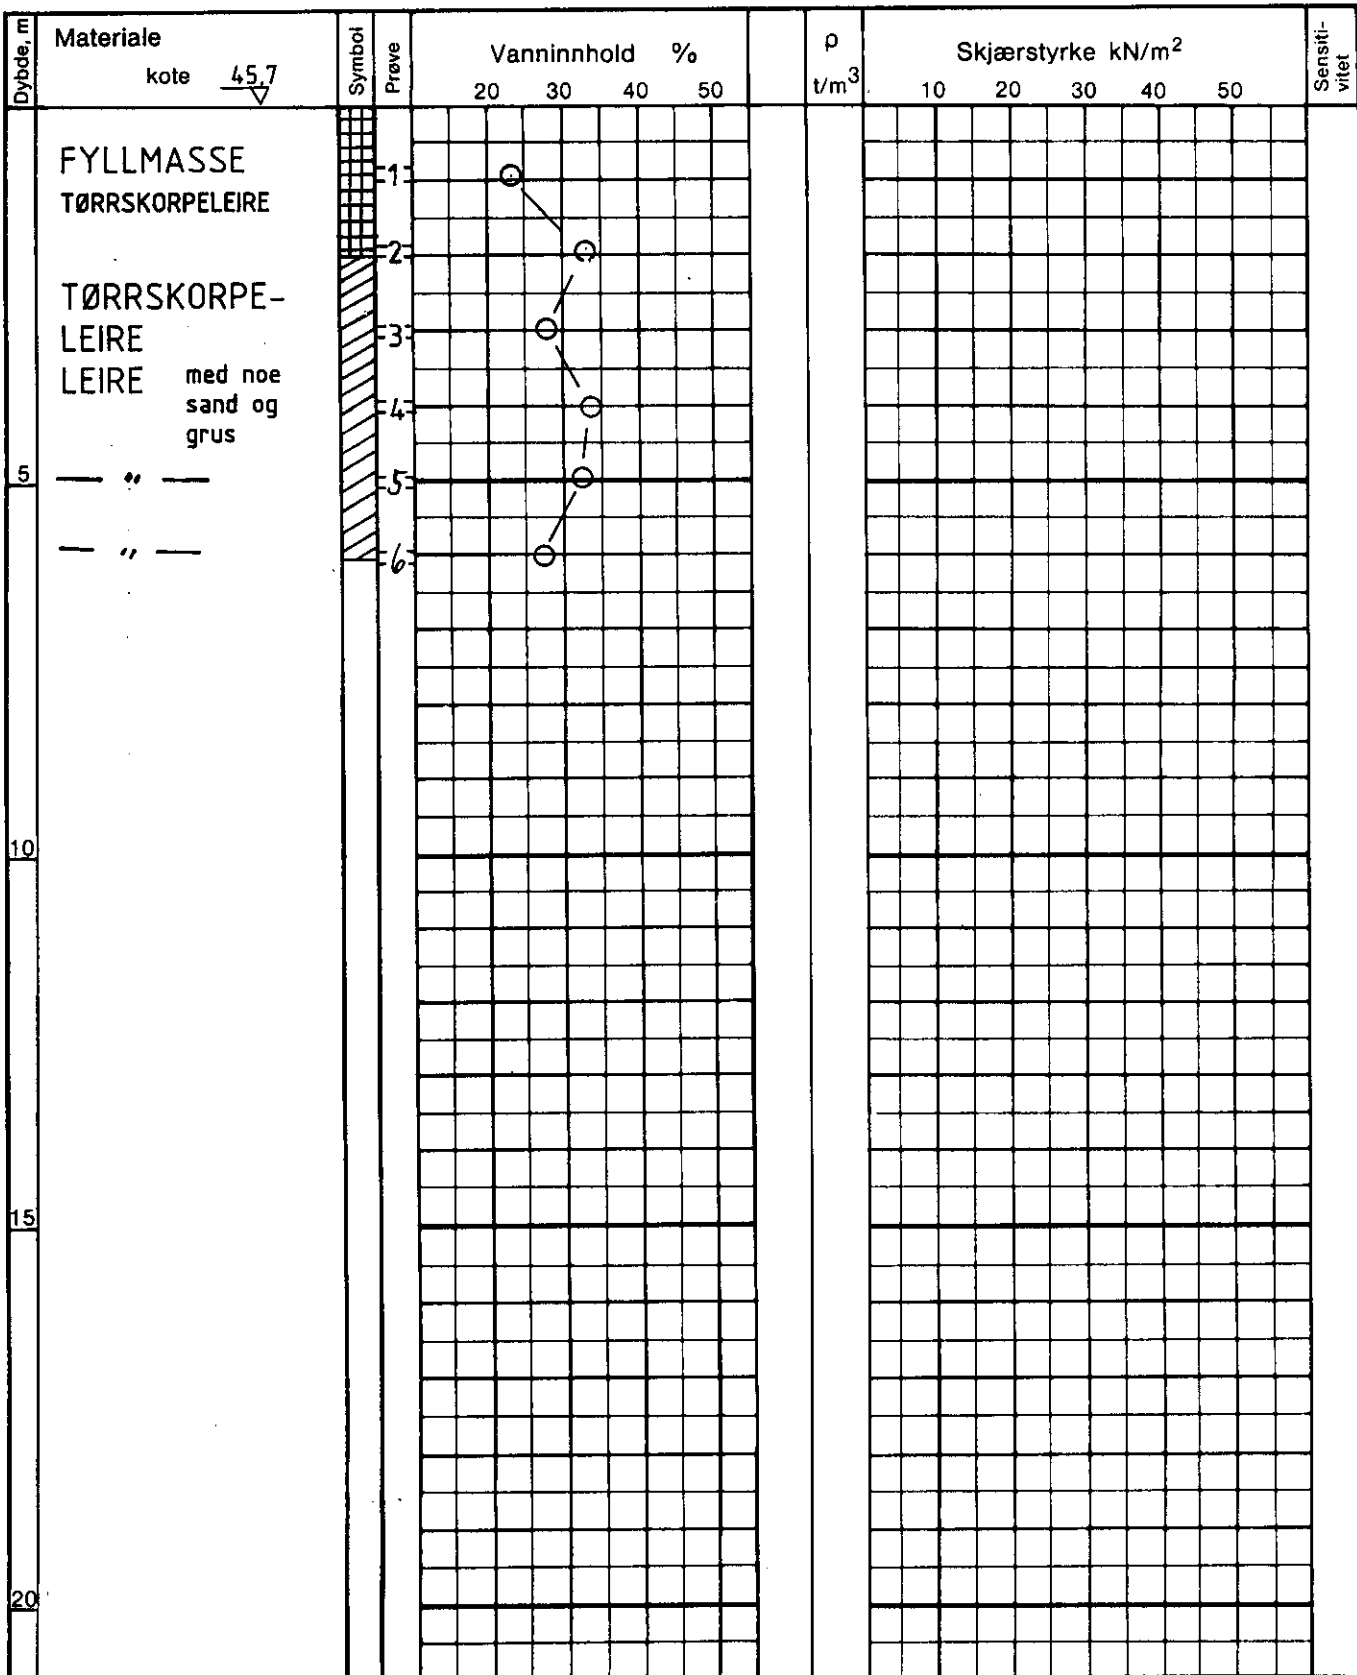 Dybde, m
Materiale
kote 45,7
Symbol
Prøve
Vanninnhold %
20 30 40 50
ρ
t/m³
Skjærstyrke kN/m²
10 20 30 40 50
Sensiti-
vitet
FYLLMASSE
TØRRSKORPELEIRE
TØRRSKORPE-
LEIRE
LEIRE med noe
sand og
grus
— " —
— " —
1
2
3
4
5
6
5
10
15
20